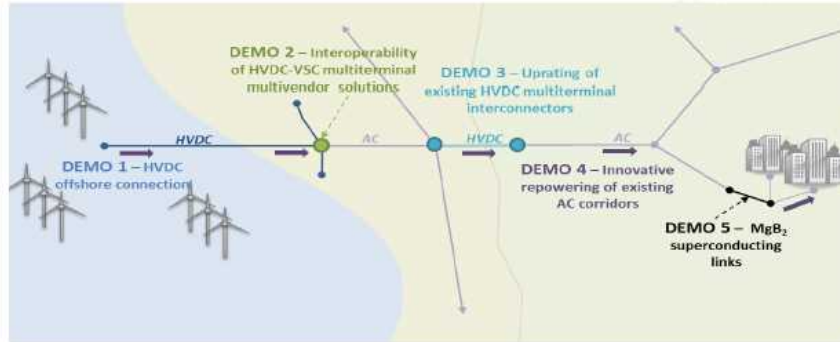 DEMO 2 – Interoperability
of HVDC-VSC multiterminal
multivendor solutions
DEMO 3 – Uprating of
existing HVDC multiterminal
interconnectors
HVDC
AC
HVDC
AC
DEMO 1 – HVDC
offshore connection
DEMO 4 – Innovative
repowering of existing
AC corridors
DEMO 5 – MgB₂
superconducting
links